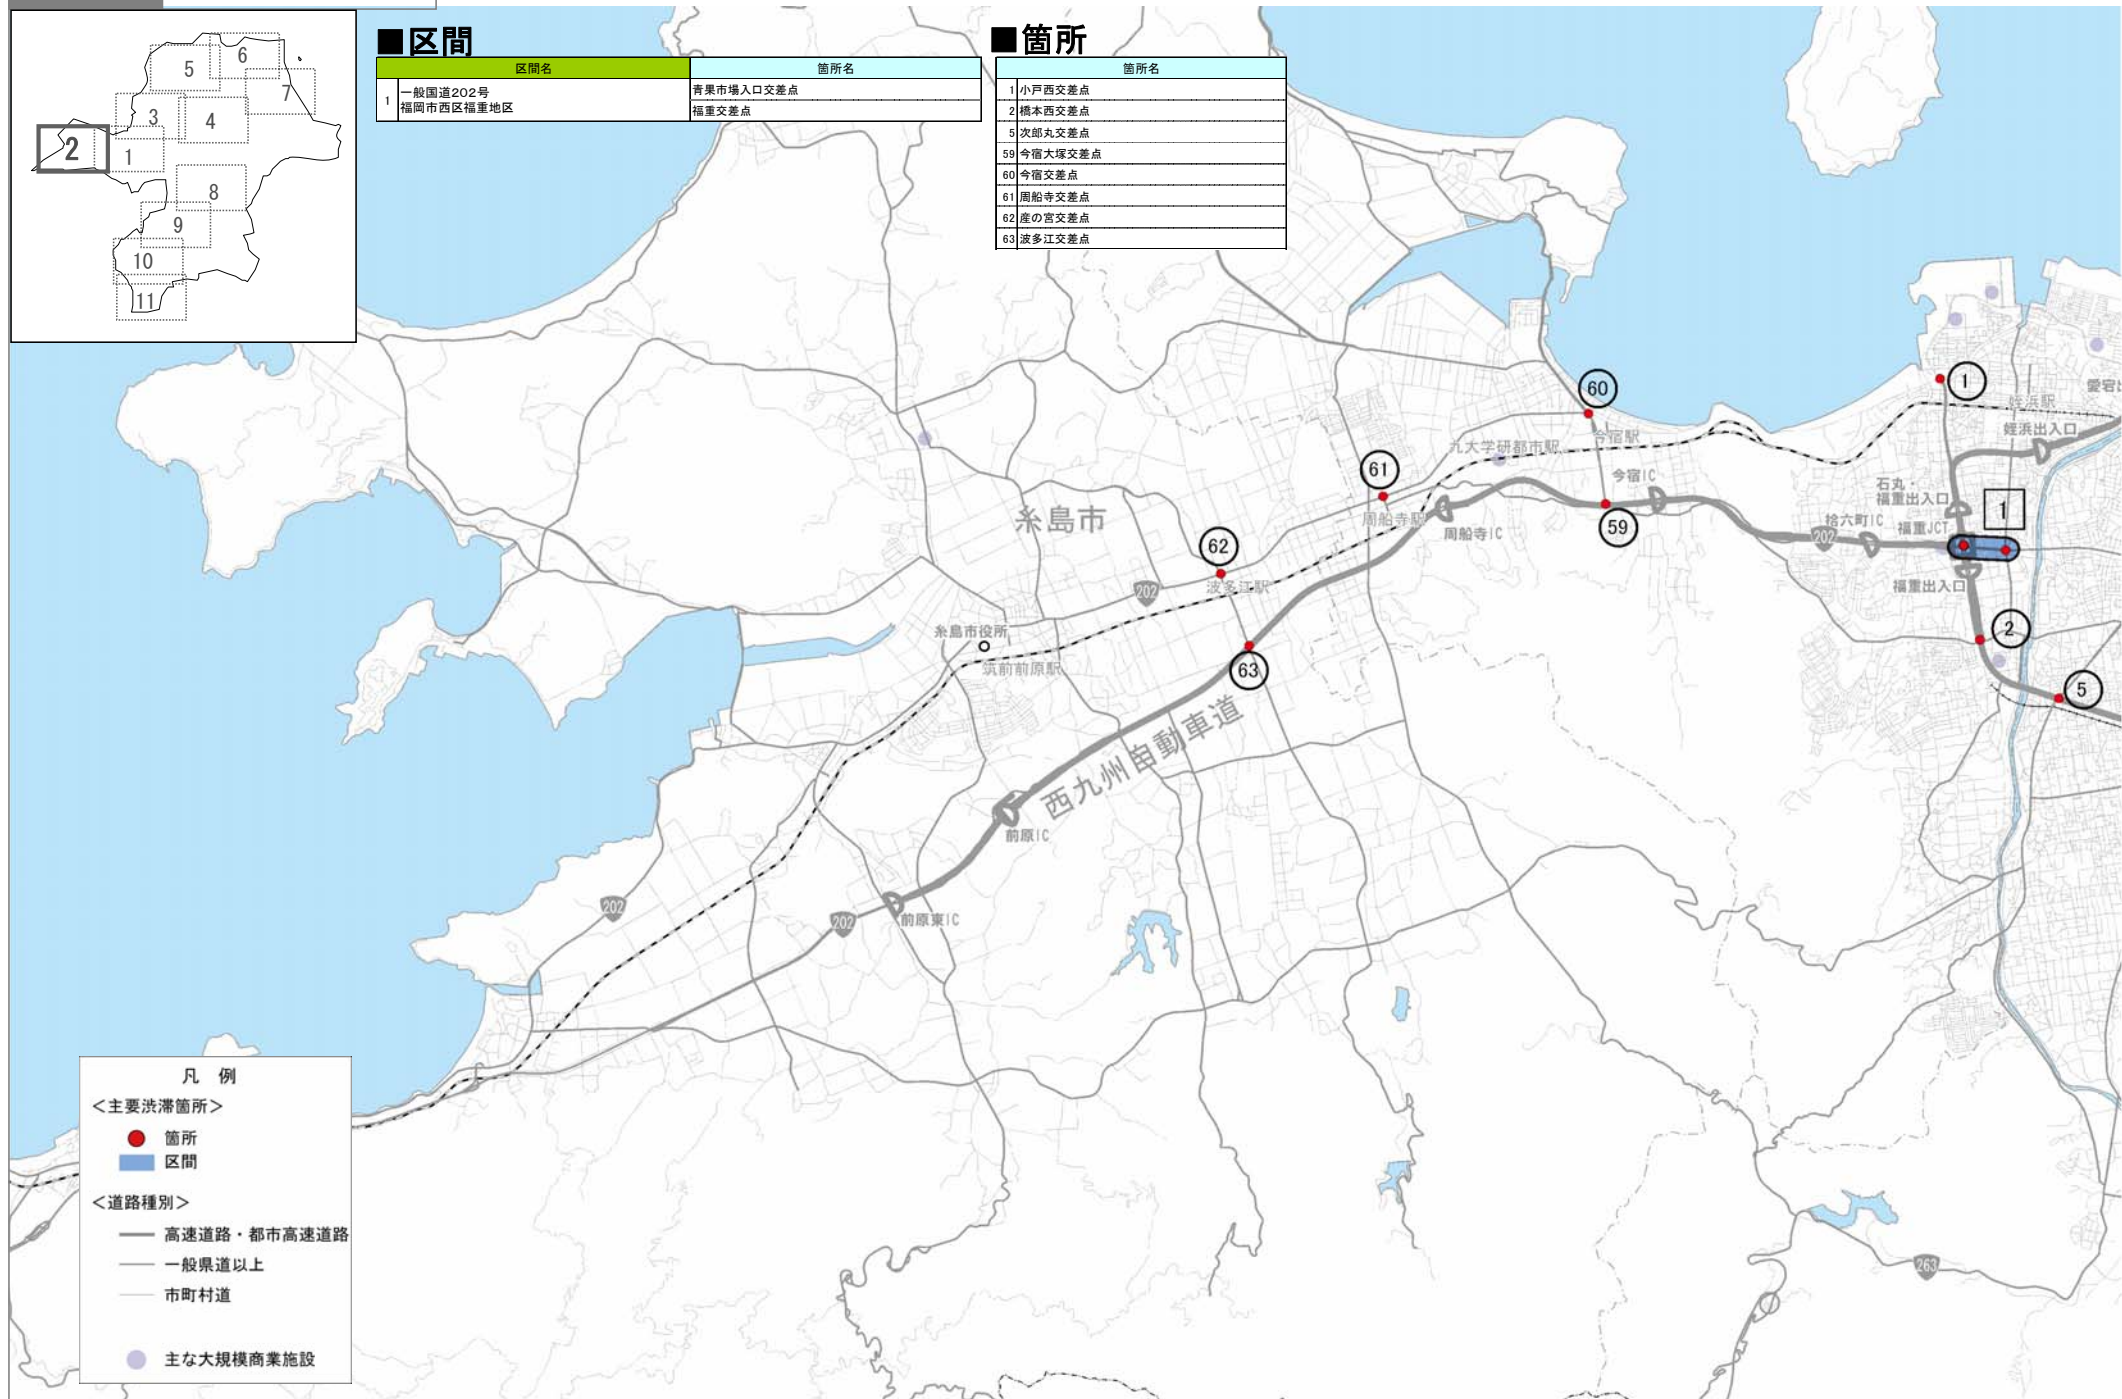 6
5
7
3
4
2
1
8
9
10
11
■区間
区間名 箇所名
1 一般国道202号
福岡市西区福重地区
青果市場入口交差点
福重交差点
■箇所
箇所名
1 小戸西交差点
2 橋本西交差点
5 次郎丸交差点
59 今宿大塚交差点
60 今宿交差点
61 周船寺交差点
62 産の宮交差点
63 波多江交差点
1
60
愛宕
姪浜駅
姪浜出入口
今宿駅
九大学研都市駅
61
今宿IC
石丸・
福重出入口
1
糸島市
周船寺駅
周船寺IC
59
拾六町IC
福重JCT
202
62
波多江駅
202
福重出入口
糸島市役所
筑前前原駅
2
63
5
西九州自動車道
前原IC
202
202
前原東IC
263
凡 例
＜主要渋滞箇所＞
箇所
区間
＜道路種別＞
高速道路・都市高速道路
一般県道以上
市町村道
主な大規模商業施設